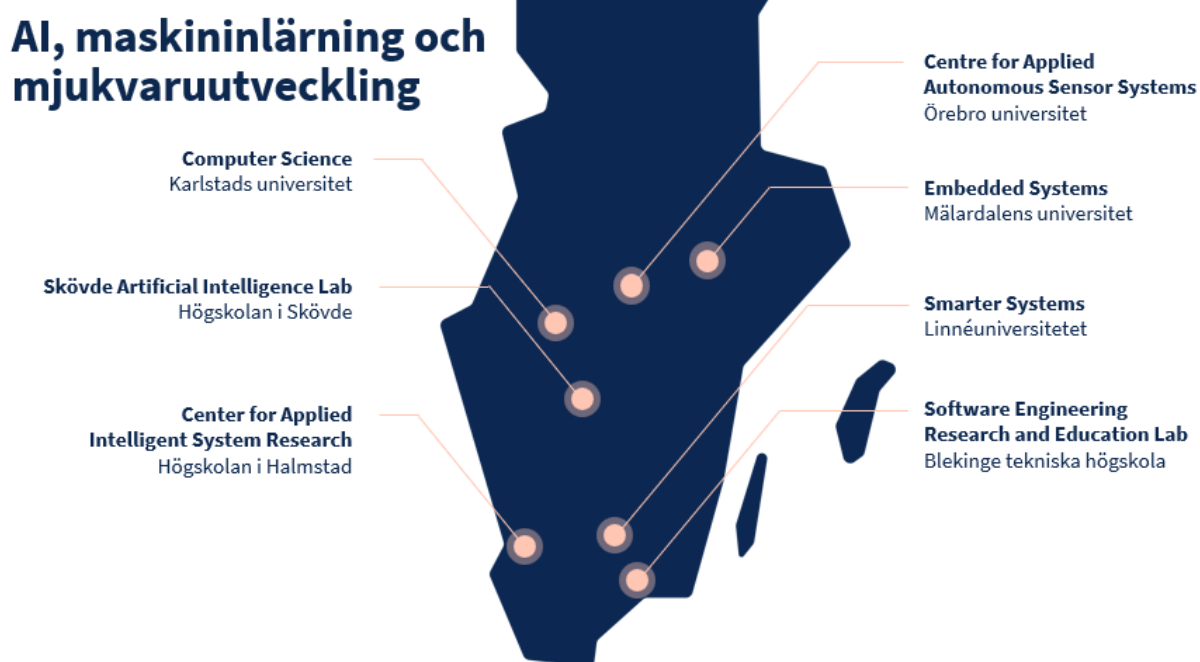 AI, maskininlärning och
mjukvaruutveckling
Computer Science
Karlstads universitet
Skövde Artificial Intelligence Lab
Högskolan i Skövde
Center for Applied
Intelligent System Research
Högskolan i Halmstad
Centre for Applied
Autonomous Sensor Systems
Örebro universitet
Embedded Systems
Mälardalens universitet
Smarter Systems
Linnéuniversitetet
Software Engineering
Research and Education Lab
Blekinge tekniska högskola